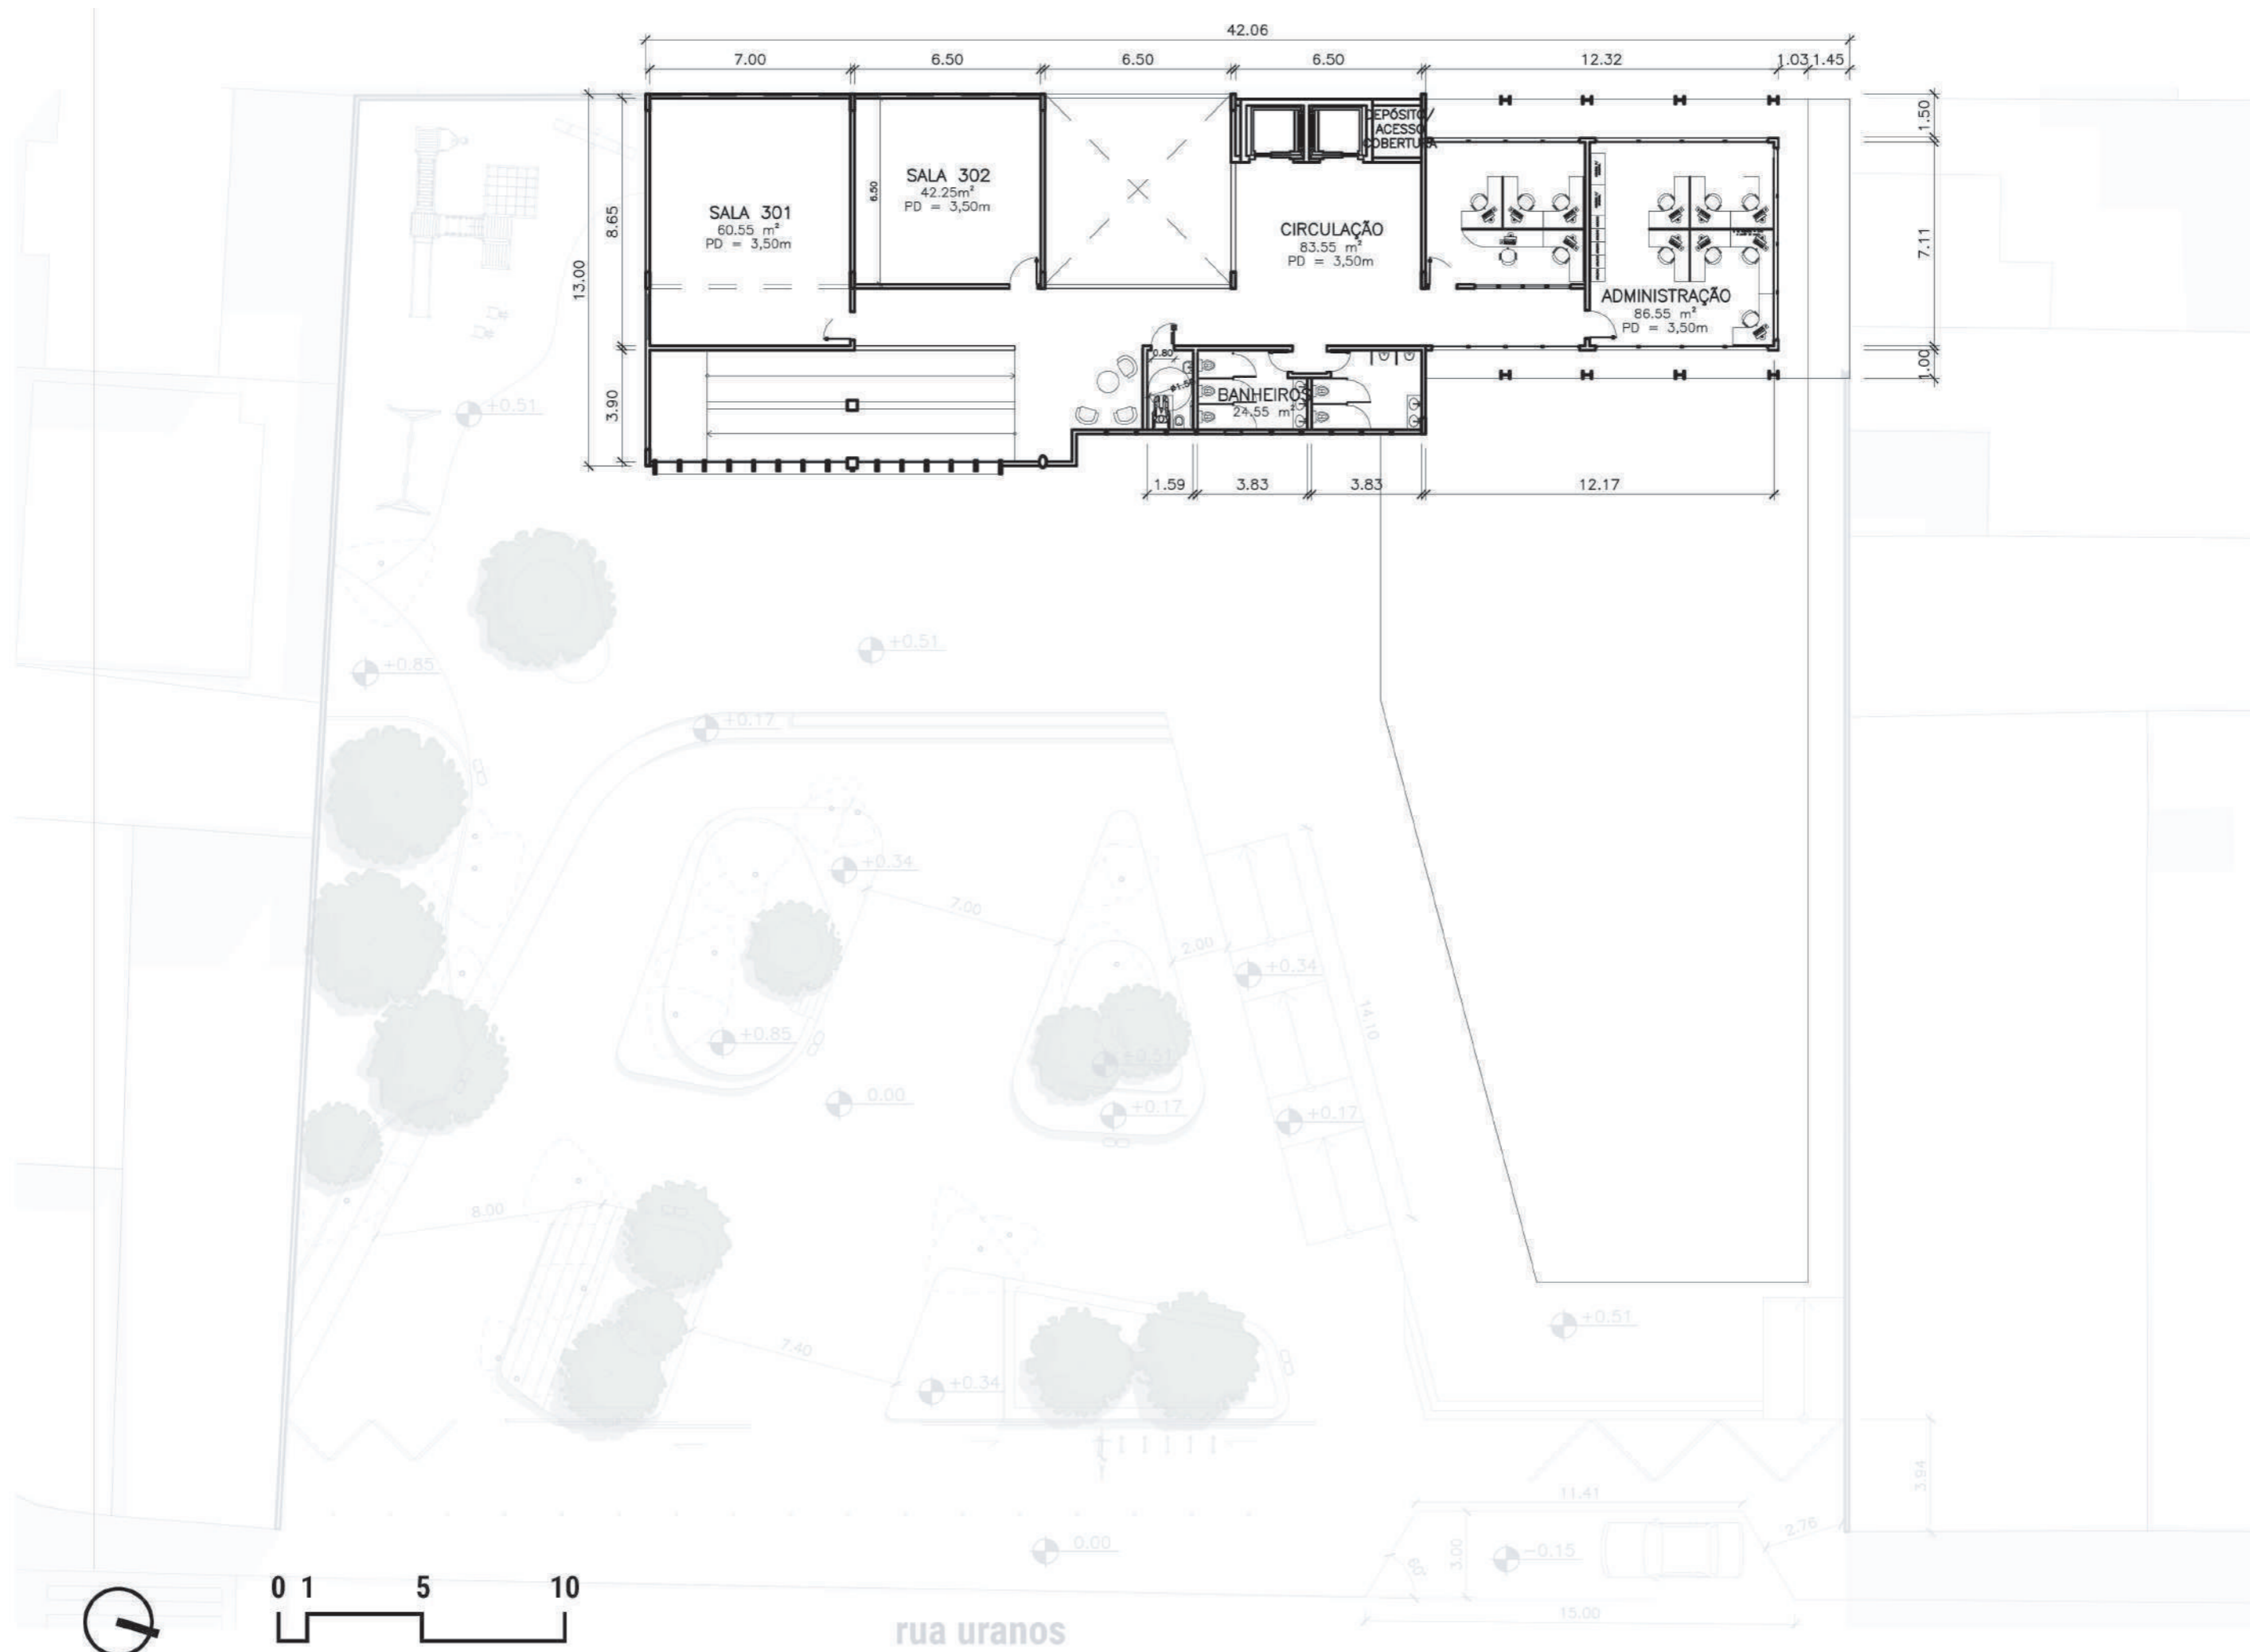 42.06
7.00
6.50
6.50
6.50
12.32
1.03
1.45
DEPÓSITO/
ACESSO
COBERTURA
1.50
SALA 301
60.55 m²
PD = 3,50m
6.50
SALA 302
42.25m²
PD = 3,50m
CIRCULAÇÃO
83.55 m²
PD = 3,50m
8.65
13.00
7.11
ADMINISTRAÇÃO
86.55 m²
PD = 3,50m
0.80
1.00
3.90
BANHEIROS
24.55 m²
+0.51
1.59
3.83
3.83
12.17
+0.51
+0.85
+0.17
+0.34
7.00
2.00
+0.34
14.10
+0.85
+0.51
0.00
+0.17
+0.17
8.00
7.40
+0.51
+0.34
3.94
11.41
0.00
3.00
-0.15
2.76
15.00
0 1 5 10
rua uranos